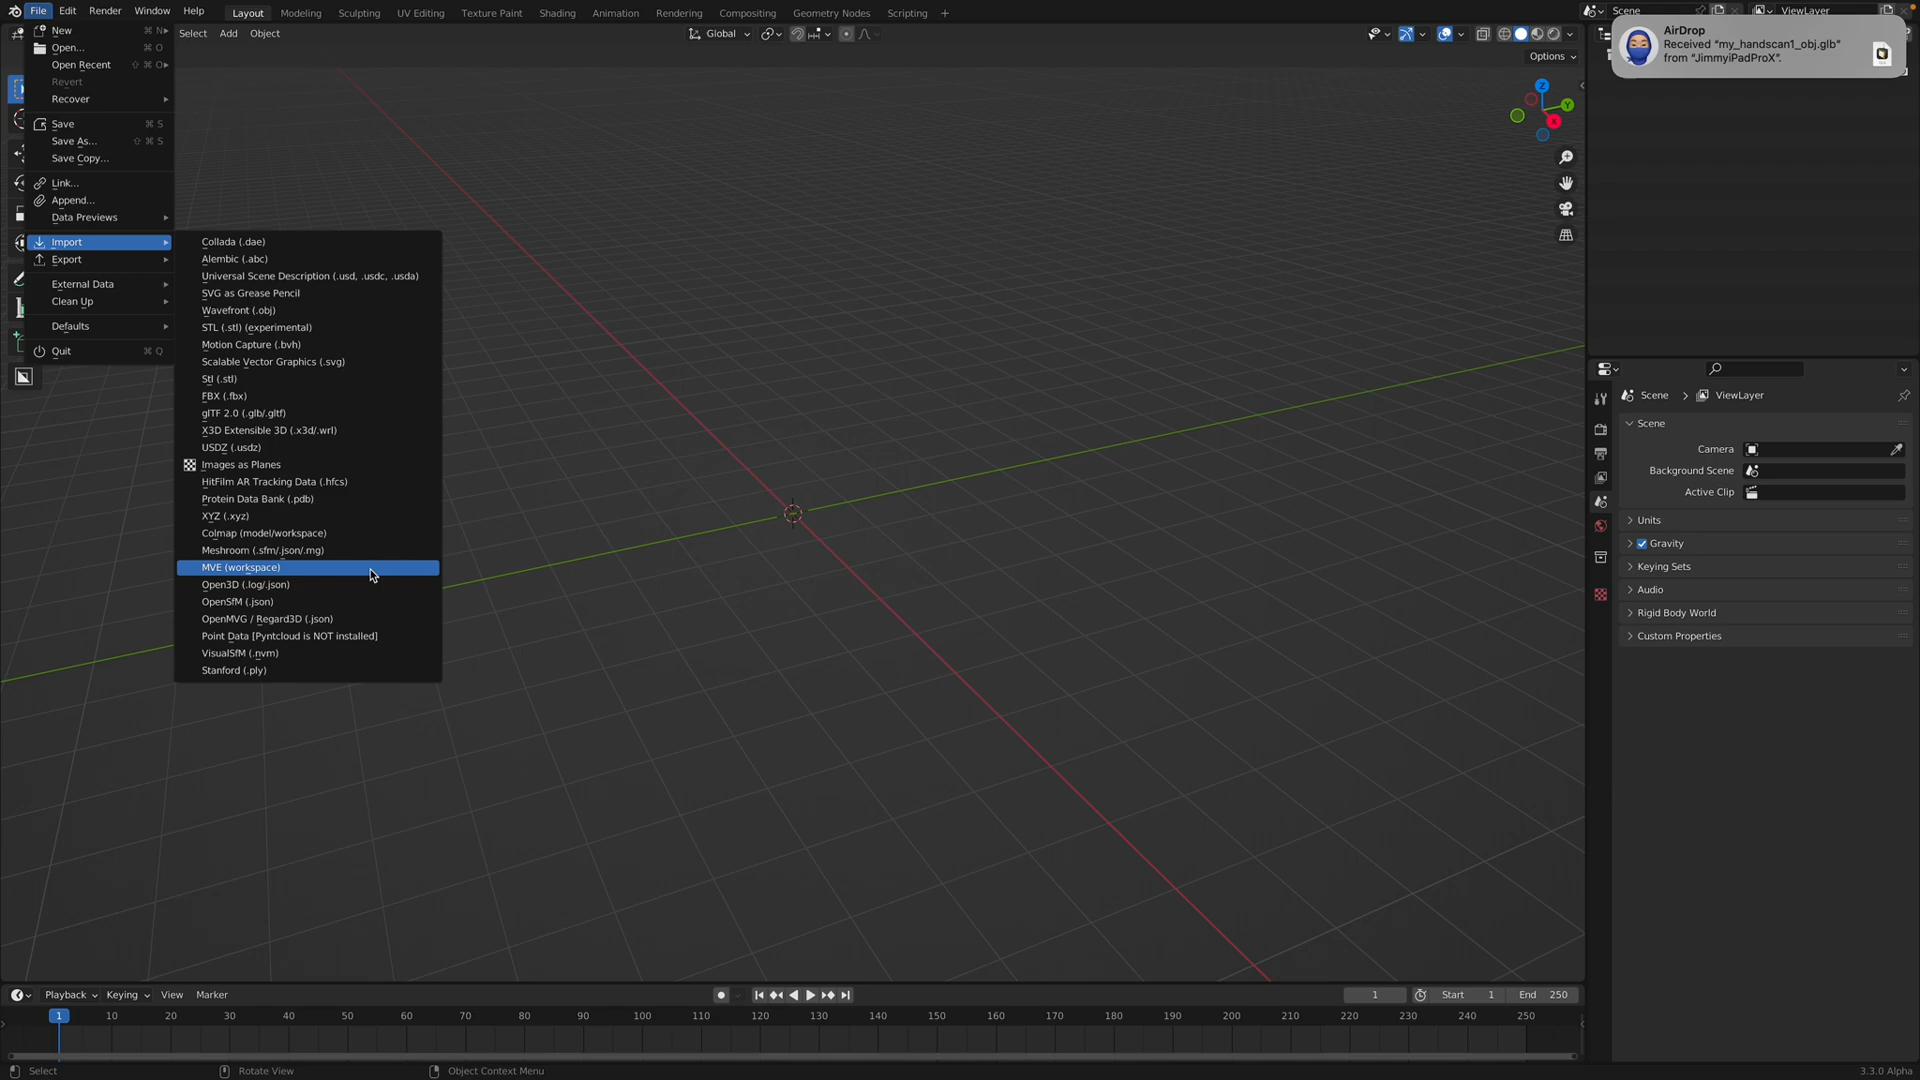 File Edit Render Window Help Layout Modeling Sculpting UV Editing Texture Paint Shading Animation Rendering Compositing Geometry Nodes Scripting + Scene ViewLayer
Select Add Object Global
Options
AirDrop
Received “my_handscan1_obj.glb”
from “JimmyiPadProX”.
New ⌘ N
Open... ⌘ O
Open Recent ⇧ ⌘ O
Revert
Recover
Save ⌘ S
Save As... ⇧ ⌘ S
Save Copy...
Link...
Append...
Data Previews
Import
Export
External Data
Clean Up
Defaults
Quit ⌘ Q
Collada (.dae)
Alembic (.abc)
Universal Scene Description (.usd, .usdc, .usda)
SVG as Grease Pencil
Wavefront (.obj)
STL (.stl) (experimental)
Motion Capture (.bvh)
Scalable Vector Graphics (.svg)
Stl (.stl)
FBX (.fbx)
glTF 2.0 (.glb/.gltf)
X3D Extensible 3D (.x3d/.wrl)
USDZ (.usdz)
Images as Planes
HitFilm AR Tracking Data (.hfcs)
Protein Data Bank (.pdb)
XYZ (.xyz)
Colmap (model/workspace)
Meshroom (.sfm/.json/.mg)
MVE (workspace)
Open3D (.log/.json)
OpenSfM (.json)
OpenMVG / Regard3D (.json)
Point Data [Pyntcloud is NOT installed]
VisualSfM (.nvm)
Stanford (.ply)
Z
Y
X
Scene > ViewLayer
Scene
Camera
Background Scene
Active Clip
Units
Gravity
Keying Sets
Audio
Rigid Body World
Custom Properties
Playback Keying View Marker 1 Start 1 End 250
1 10 20 30 40 50 60 70 80 90 100 110 120 130 140 150 160 170 180 190 200 210 220 230 240 250
Select Rotate View Object Context Menu 3.3.0 Alpha